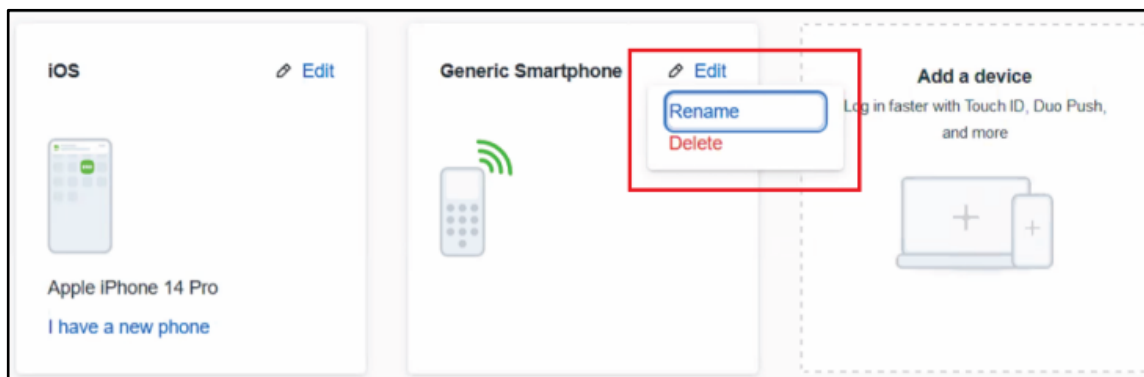 iOS
Edit
Apple iPhone 14 Pro
I have a new phone
Generic Smartphone
Edit
Rename
Delete
Add a device
Log in faster with Touch ID, Duo Push,
and more